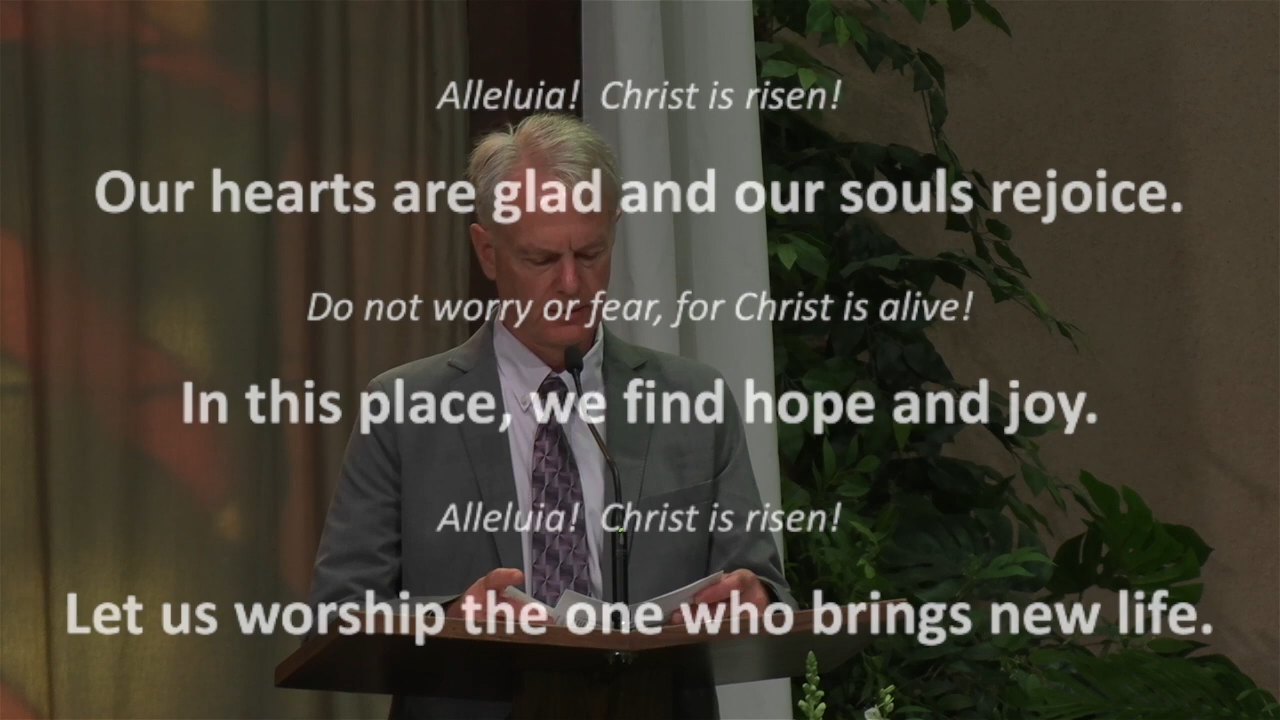 Alleluia!  Christ is risen!
Our hearts are glad and our souls rejoice.
Do not worry or fear, for Christ is alive!
In this place, we find hope and joy.
Alleluia!  Christ is risen!
Let us worship the one who brings new life.